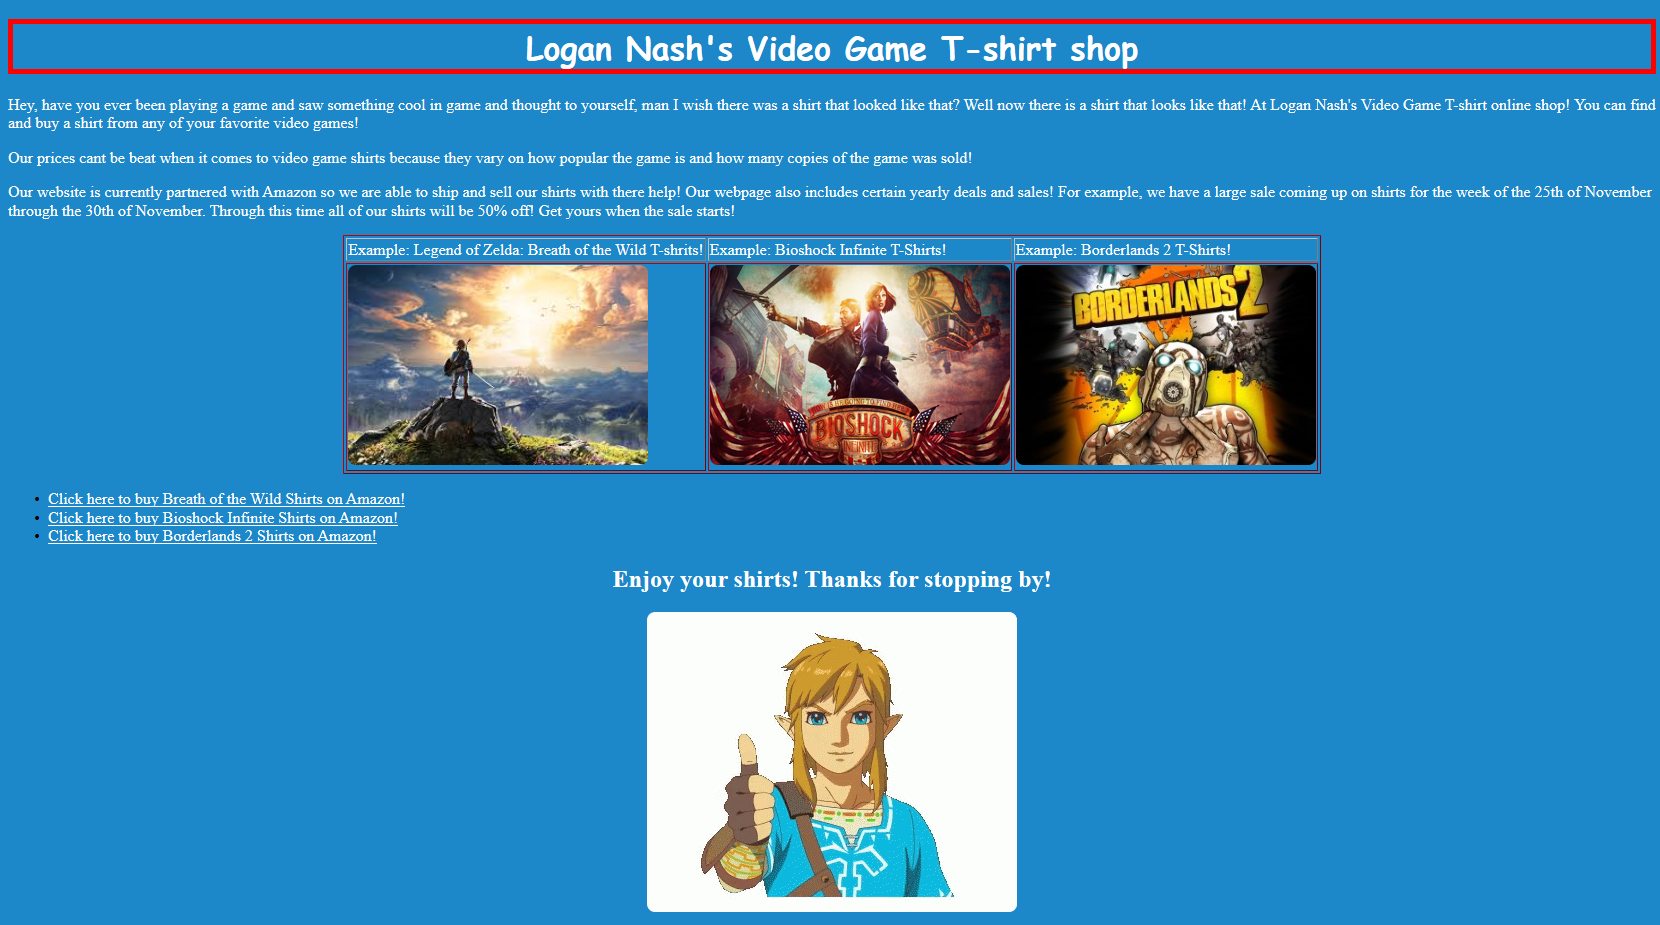 Logan Nash's Video Game T-shirt shop
Hey, have you ever been playing a game and saw something cool in game and thought to yourself, man I wish there was a shirt that looked like that? Well now there is a shirt that looks like that! At Logan Nash's Video Game T-shirt online shop! You can find
and buy a shirt from any of your favorite video games!
Our prices cant be beat when it comes to video game shirts because they vary on how popular the game is and how many copies of the game was sold!
Our website is currently partnered with Amazon so we are able to ship and sell our shirts with there help! Our webpage also includes certain yearly deals and sales! For example, we have a large sale coming up on shirts for the week of the 25th of November
through the 30th of November. Through this time all of our shirts will be 50% off! Get yours when the sale starts!
Example: Legend of Zelda: Breath of the Wild T-shrits!
Example: Bioshock Infinite T-Shirts!
Example: Borderlands 2 T-Shirts!
BIOSHOCK
INFINITE
BORDERLANDS 2
Click here to buy Breath of the Wild Shirts on Amazon!
Click here to buy Bioshock Infinite Shirts on Amazon!
Click here to buy Borderlands 2 Shirts on Amazon!
Enjoy your shirts! Thanks for stopping by!